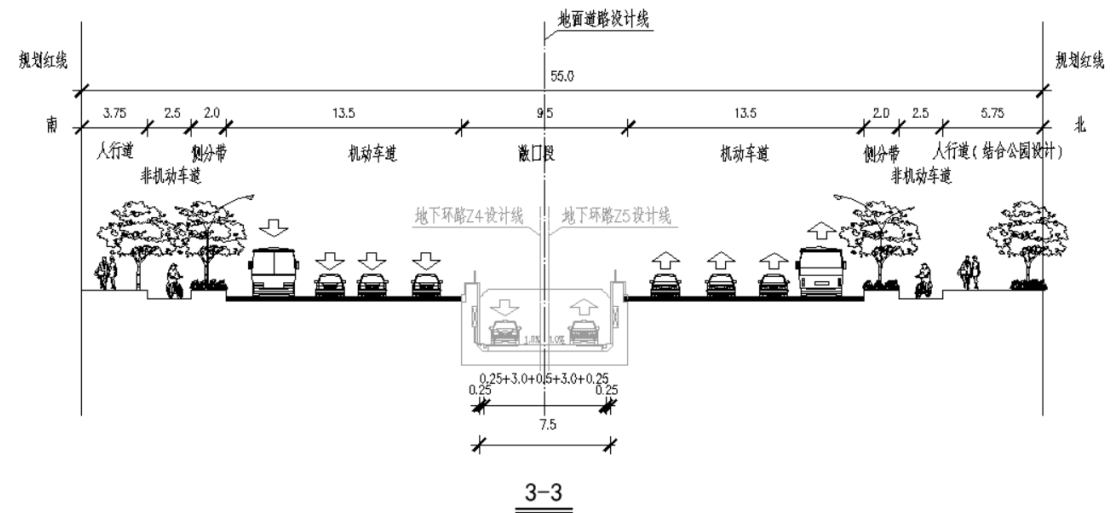 地面道路设计线
规划红线
规划红线
55.0
南
3.75
2.5
2.0
13.5
9.5
13.5
2.0
2.5
5.75
北
人行道
侧分带
机动车道
敞口段
机动车道
侧分带
人行道(结合公园设计)
非机动车道
非机动车道
地下环路Z4设计线
地下环路Z5设计线
1.0%
1.0%
0.25+3.0+0.5+3.0+0.25
0.25
0.25
7.5
3-3